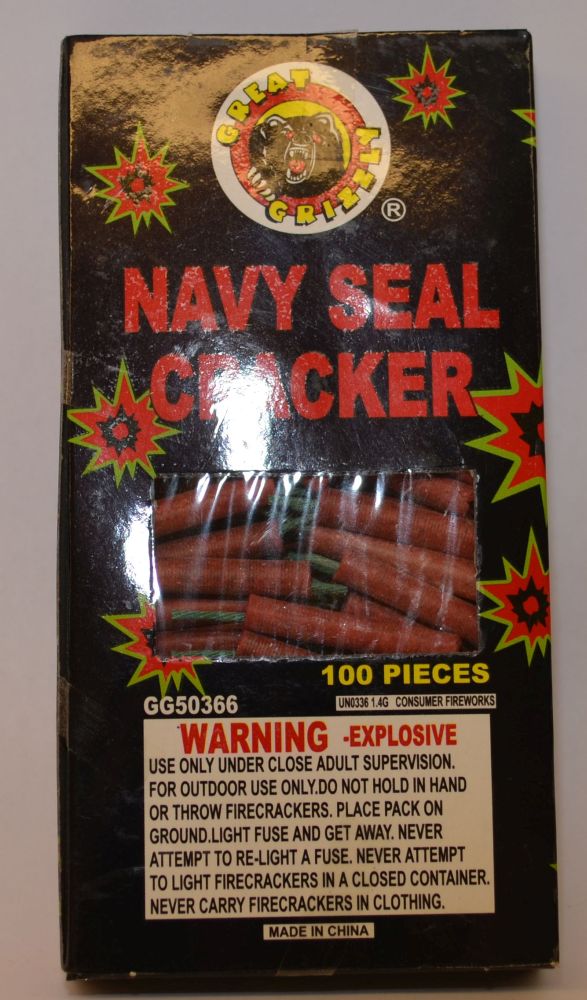 GREAT
GRIZZLY
®
NAVY SEAL
CRACKER
100 PIECES
GG50366
UN0336 1.4G CONSUMER FIREWORKS
WARNING -EXPLOSIVE
USE ONLY UNDER CLOSE ADULT SUPERVISION.
FOR OUTDOOR USE ONLY.DO NOT HOLD IN HAND
OR THROW FIRECRACKERS. PLACE PACK ON
GROUND.LIGHT FUSE AND GET AWAY. NEVER
ATTEMPT TO RE-LIGHT A FUSE. NEVER ATTEMPT
TO LIGHT FIRECRACKERS IN A CLOSED CONTAINER.
NEVER CARRY FIRECRACKERS IN CLOTHING.
MADE IN CHINA